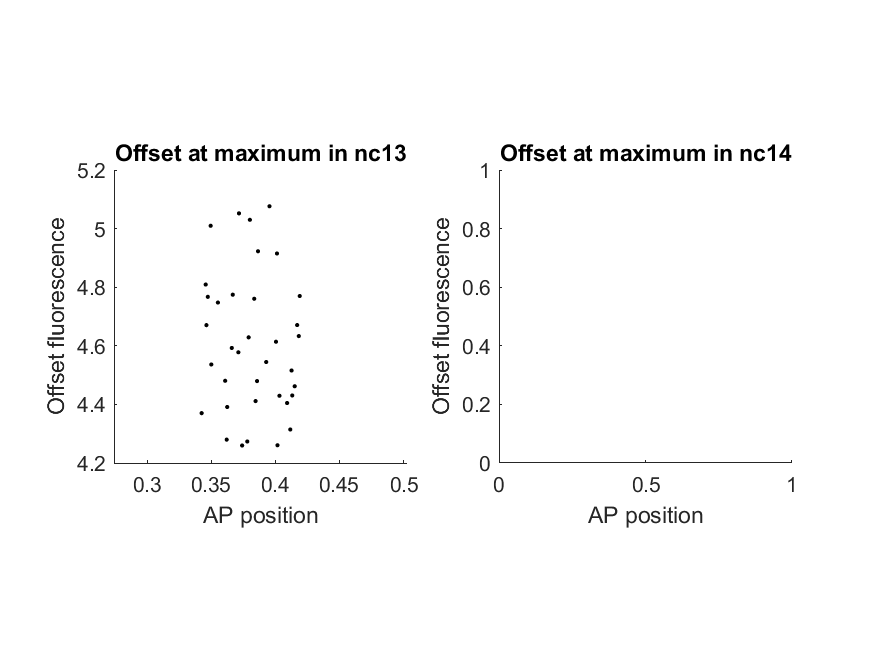 Offset at maximum in nc13
5.2
5
4.8
4.6
4.4
4.2
Offset fluorescence
0.3 0.35 0.4 0.45 0.5
AP position
Offset at maximum in nc14
1
0.8
0.6
0.4
0.2
0
Offset fluorescence
0 0.5 1
AP position